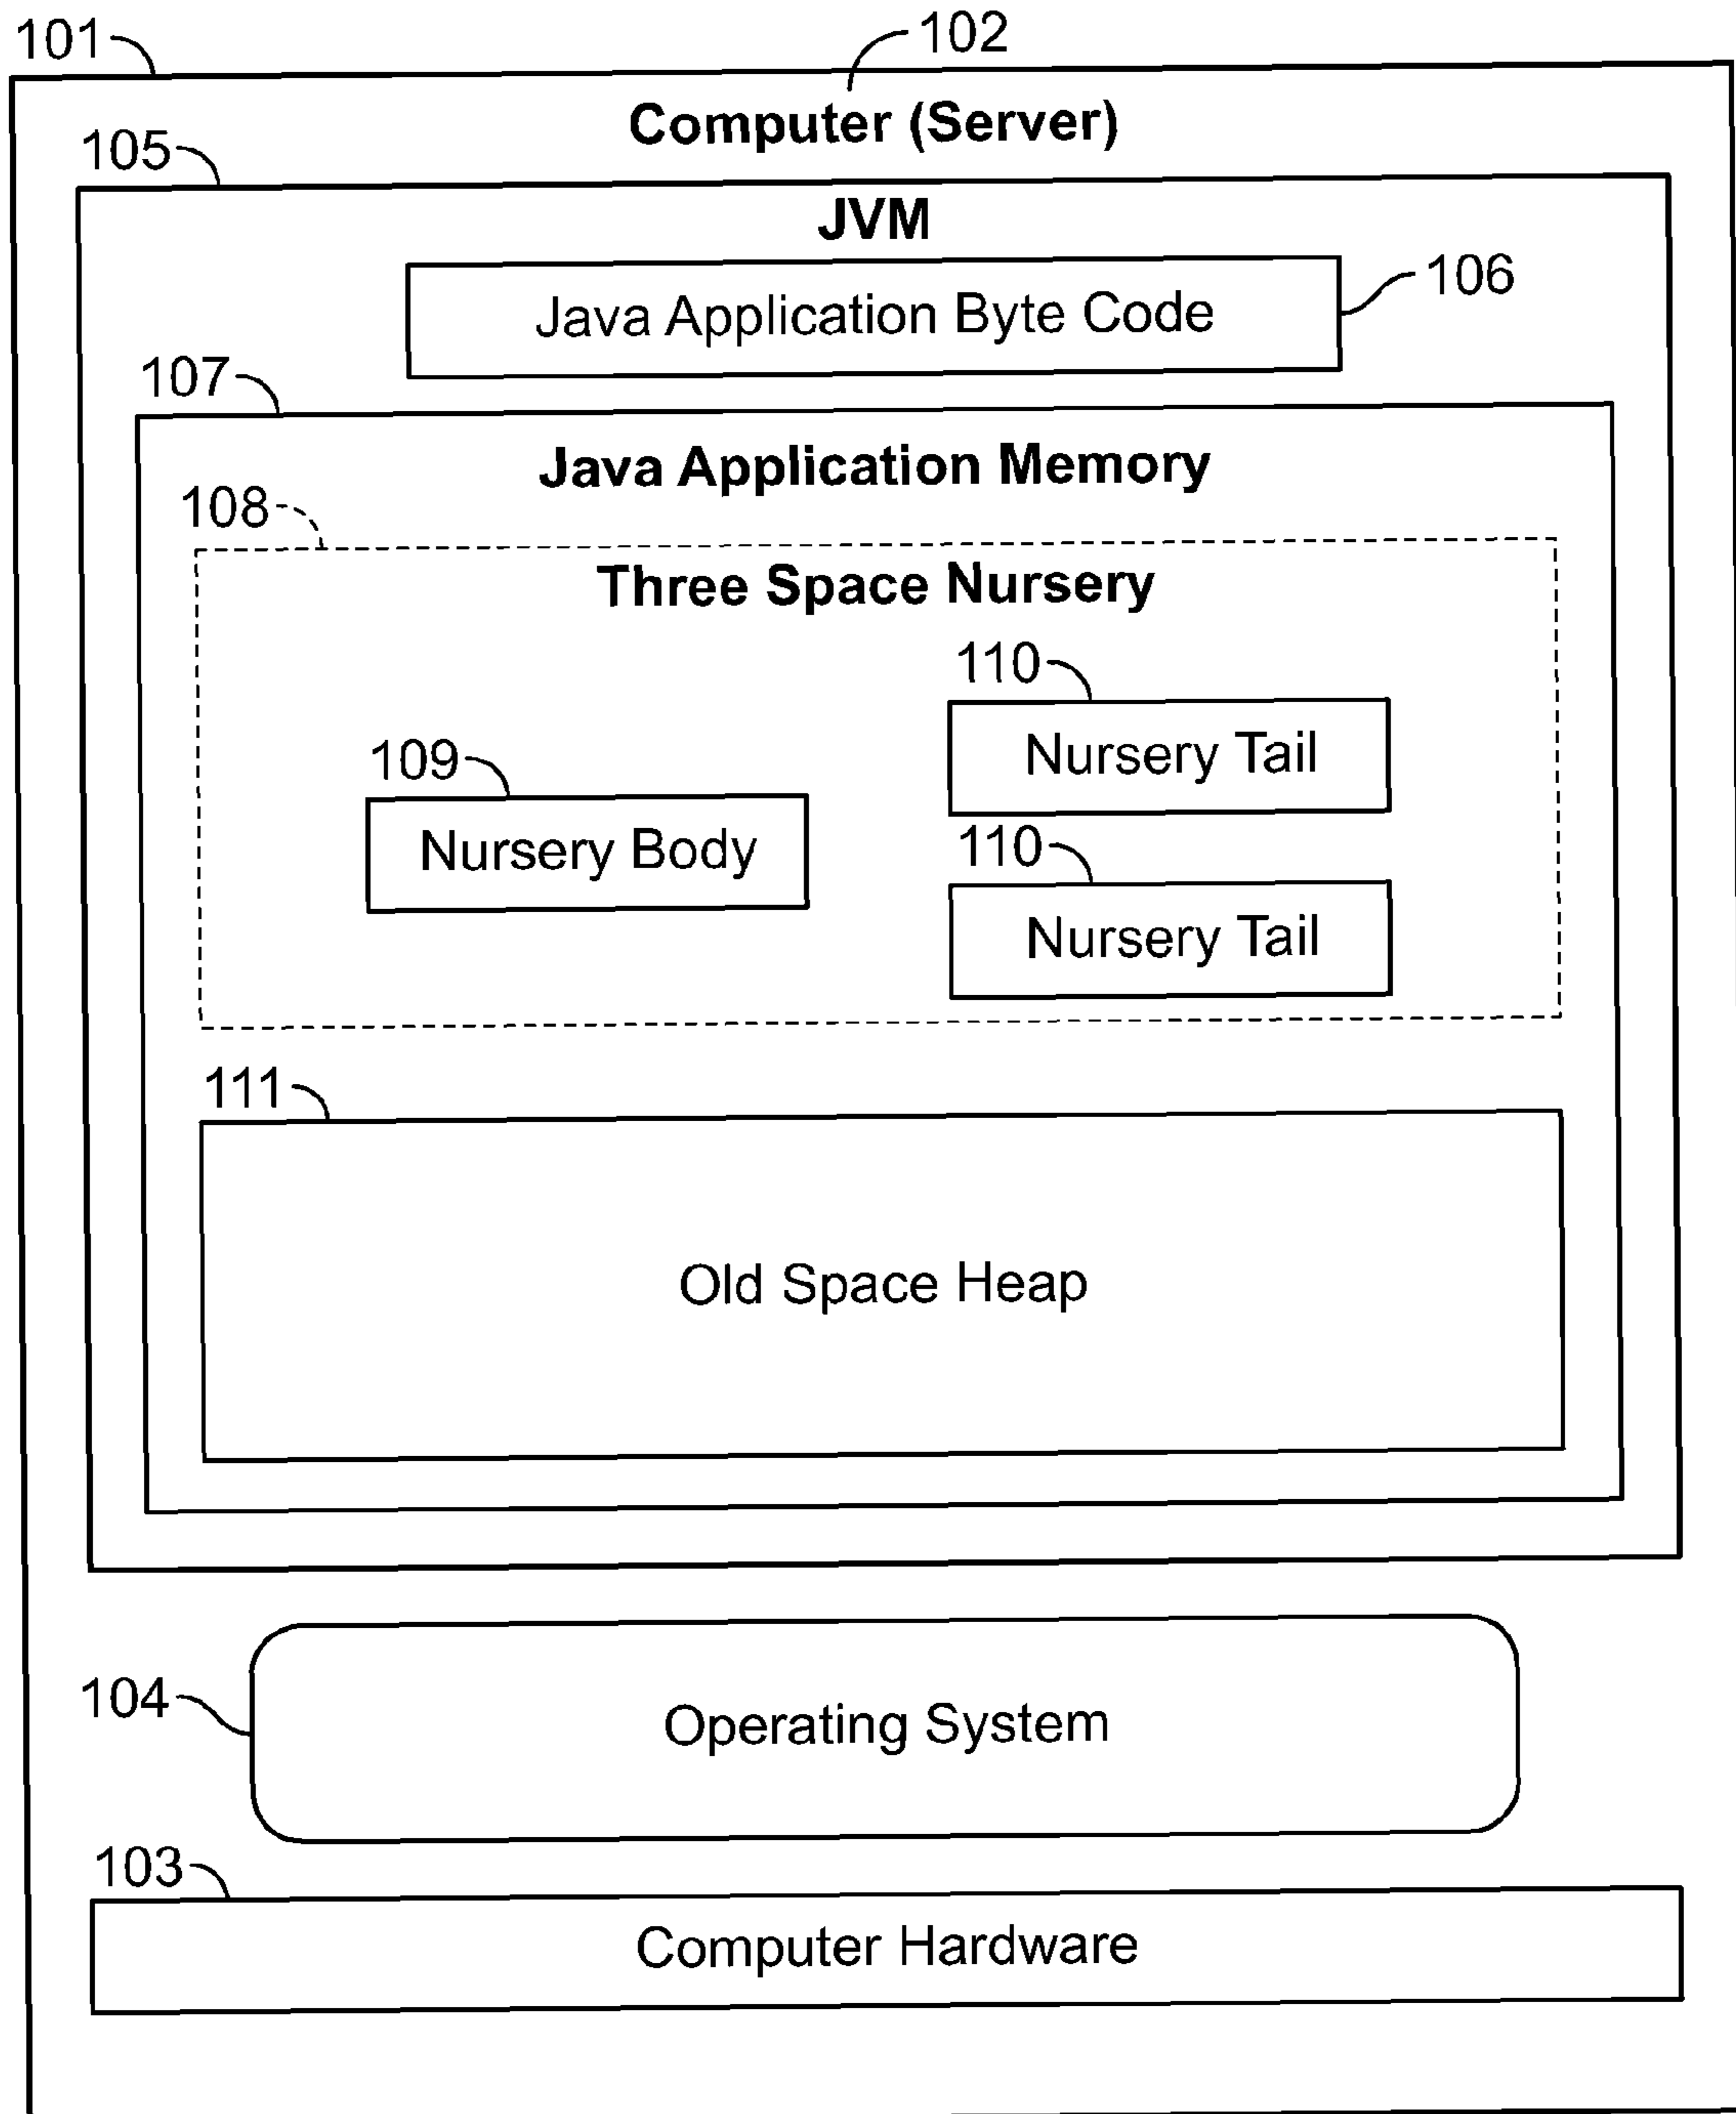 101
102
Computer (Server)
105
JVM
Java Application Byte Code
106
107
Java Application Memory
108
Three Space Nursery
110
Nursery Tail
109
Nursery Body
110
Nursery Tail
111
Old Space Heap
104
Operating System
103
Computer Hardware